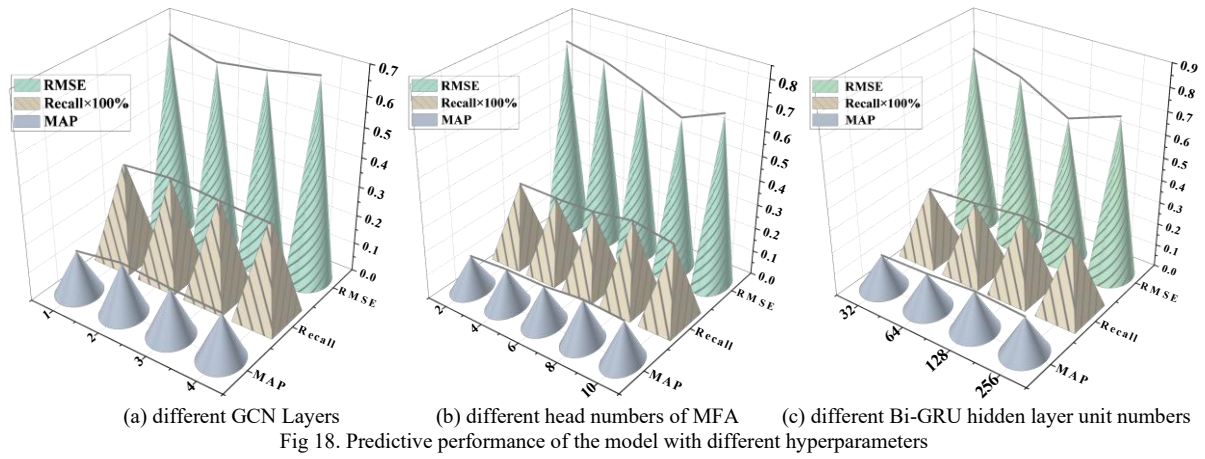 RMSE
Recall×100%
MAP
0.7
0.6
0.5
0.4
0.3
0.2
0.1
0.0
RMSE
Recall
MAP
1
2
3
4
RMSE
Recall×100%
MAP
0.8
0.7
0.6
0.5
0.4
0.3
0.2
0.1
0.0
RMSE
Recall
MAP
2
4
6
8
10
RMSE
Recall×100%
MAP
0.9
0.8
0.7
0.6
0.5
0.4
0.3
0.2
0.1
0.0
RMSE
Recall
MAP
32
64
128
256
(a) different GCN Layers
(b) different head numbers of MFA
(c) different Bi-GRU hidden layer unit numbers
Fig 18. Predictive performance of the model with different hyperparameters